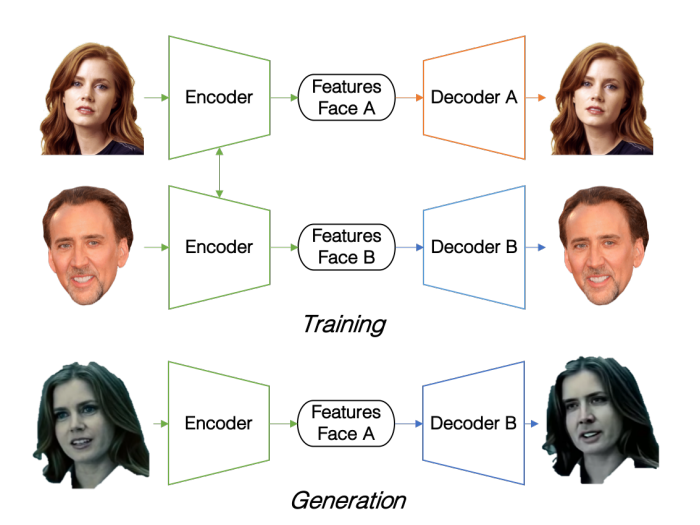 Encoder
Features
Face A
Decoder A
Encoder
Features
Face B
Decoder B
Training
Encoder
Features
Face A
Decoder B
Generation